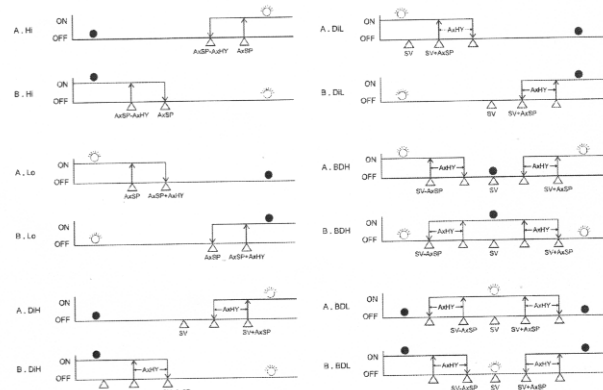 A . Hi
ON
OFF
AxSP-AxHY
AxSP
B . Hi
ON
OFF
AxSP-AxHY
AxSP
A . Lo
ON
OFF
AxSP
AxSP+AxHY
B . Lo
ON
OFF
AxSP
AxSP+AxHY
A . DiH
ON
OFF
SV
AxHY
SV+AxSP
B . DiH
ON
OFF
AxHY
A . DiL
ON
OFF
AxHY
SV
SV+AxSP
B . DiL
ON
OFF
AxHY
SV
SV+AxSP
A . BDH
ON
OFF
AxHY
AxHY
SV-AxSP
SV
SV+AxSP
B . BDH
ON
OFF
AxHY
AxHY
SV-AxSP
SV
SV+AxSP
A . BDL
ON
OFF
AxHY
AxHY
SV-AxSP
SV
SV+AxSP
B . BDL
ON
OFF
AxHY
AxHY
SV-AxSP
SV
SV+AxSP